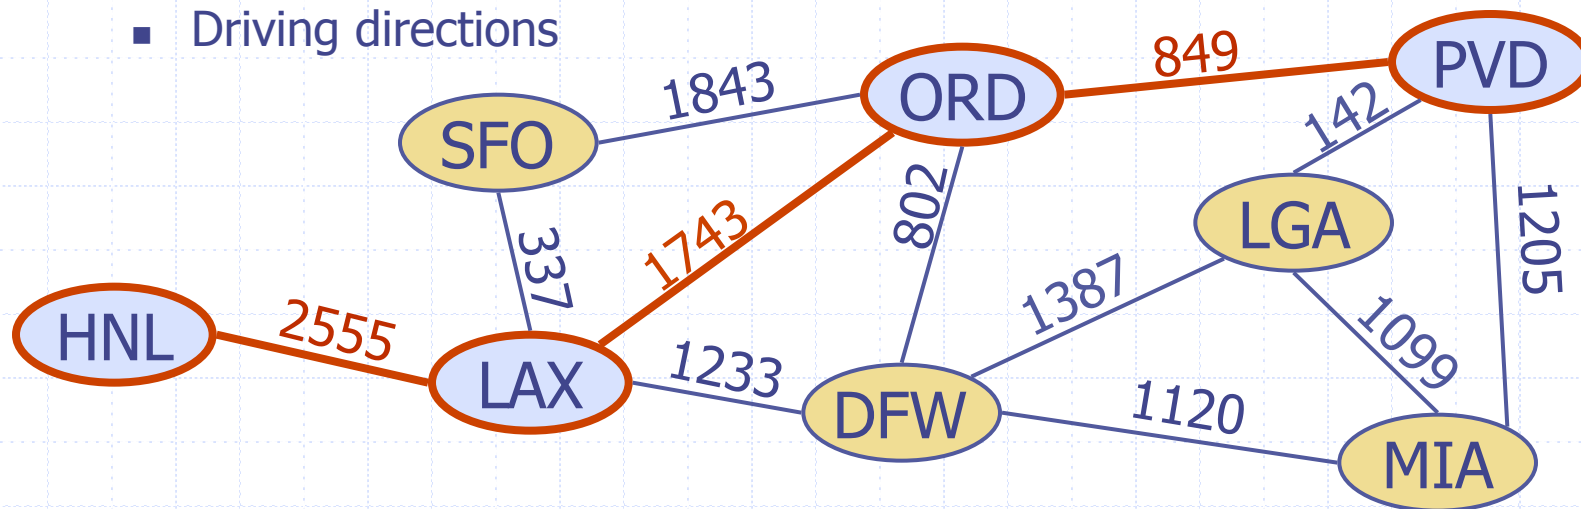 ▪ Driving directions
849
PVD
1843
ORD
142
SFO
802
LGA
1205
1743
337
1387
HNL
2555
1099
LAX
1233
DFW
1120
MIA